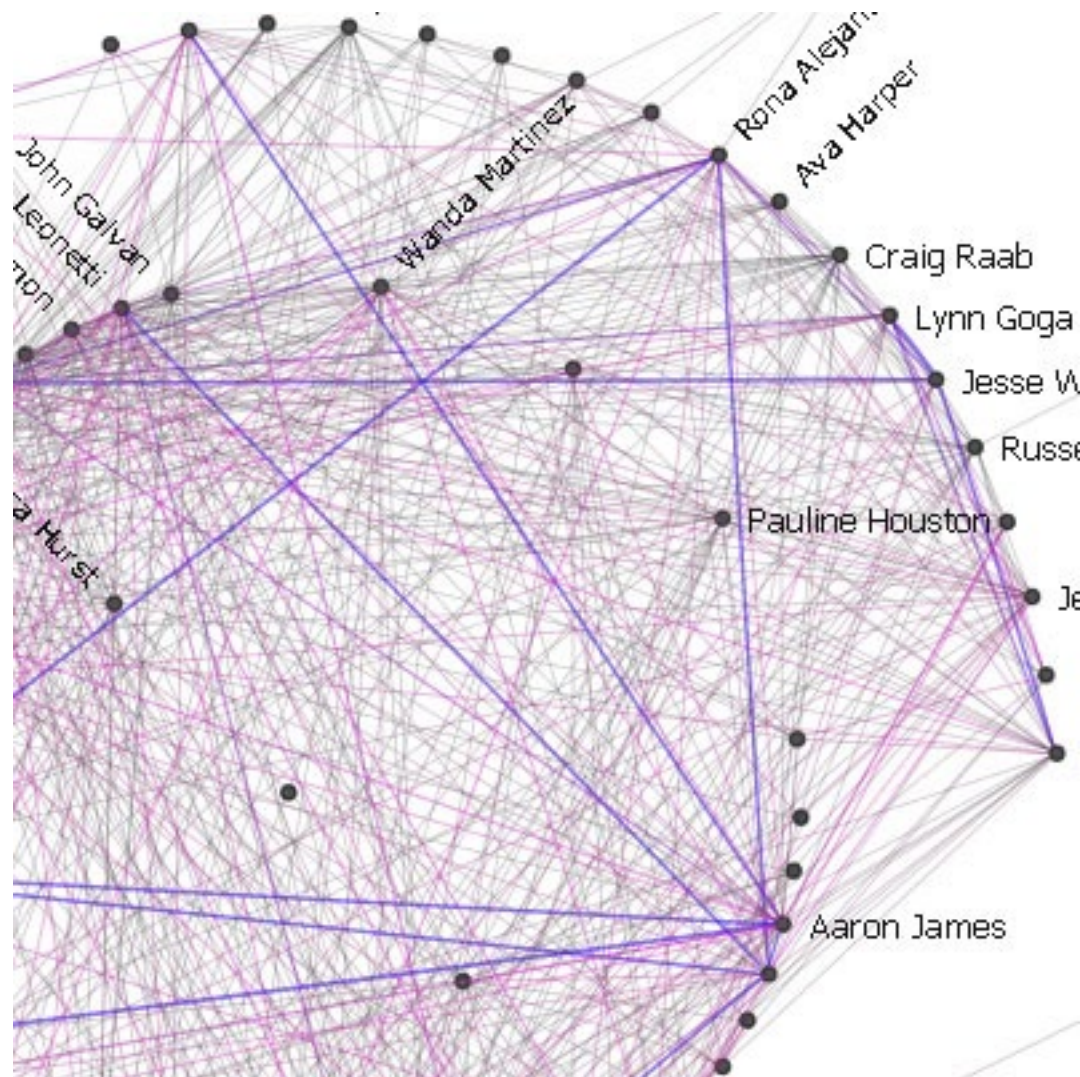 Rona Alejan
Ava Harper
John Galvan
Wanda Martinez
Leonetti
Craig Raab
Lynn Goga
Jesse W
Russe
Pauline Houston
Hurst
Je
Aaron James